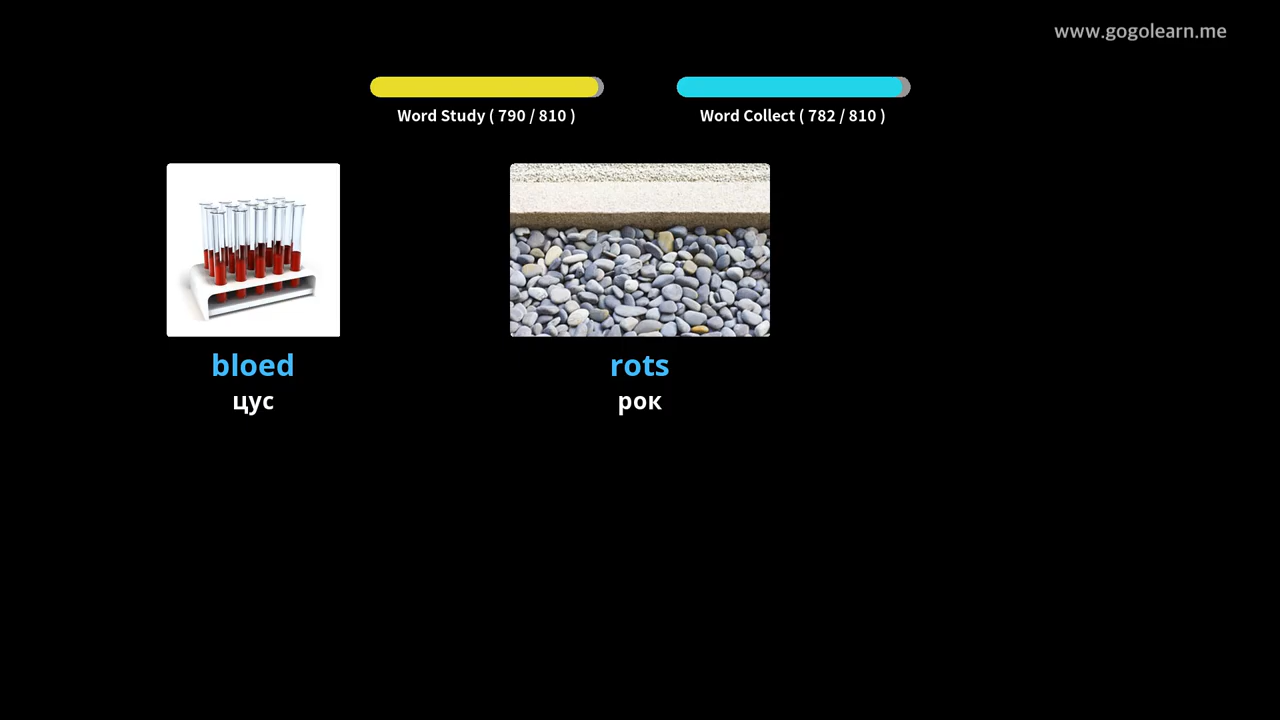 www.gogolearn.me
Word Study ( 790 / 810 )
Word Collect ( 782 / 810 )
bloed
цус
rots
рок